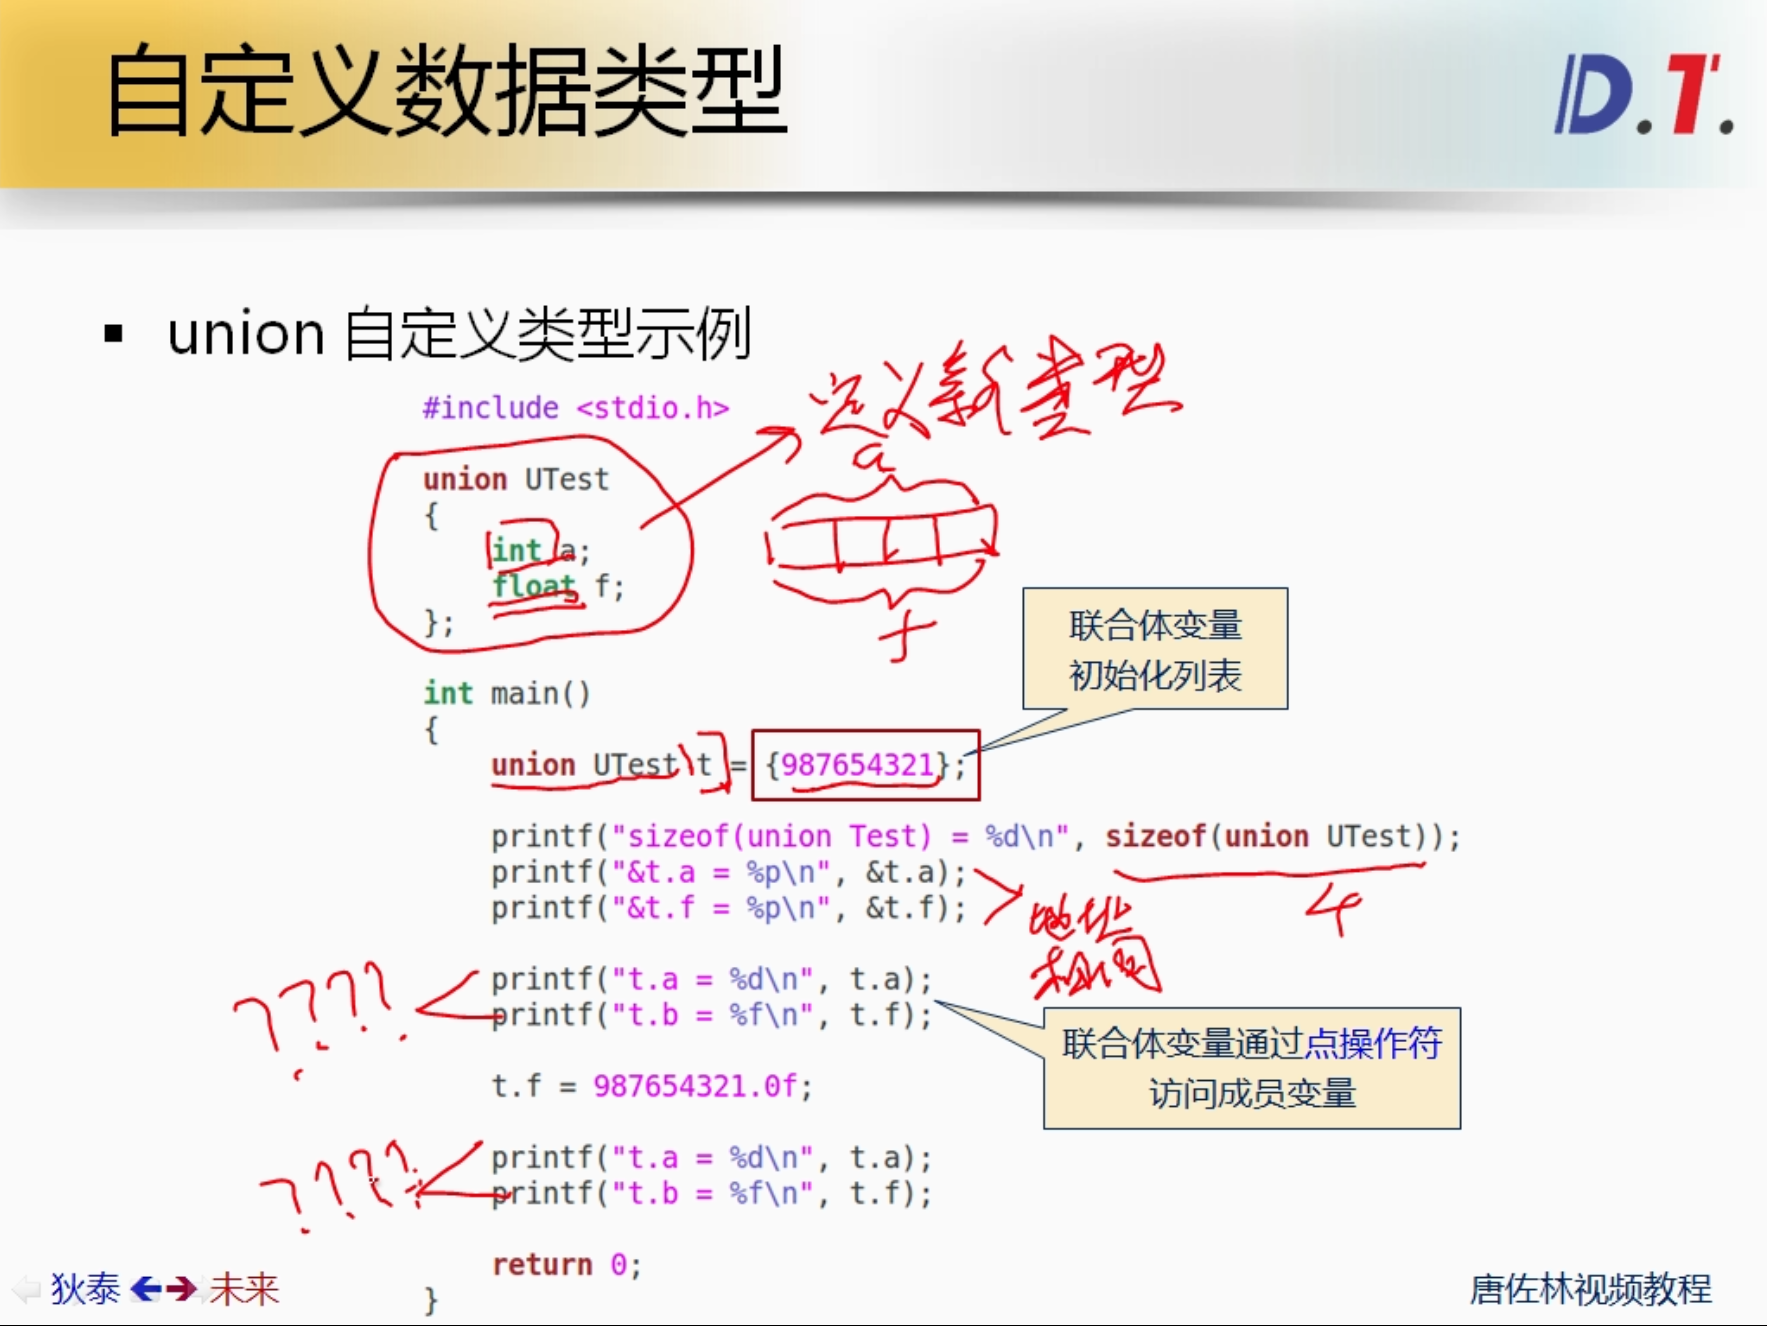 自定义数据类型
D.T.
▪ union 自定义类型示例
#include <stdio.h>
定义新类型
union UTest
{
int a;
float f;
};
a
f
联合体变量
初始化列表
int main()
{
union UTest t = {987654321};
printf("sizeof(union Test) = %d\n", sizeof(union UTest));
printf("&t.a = %p\n", &t.a);
printf("&t.f = %p\n", &t.f);
4
地址
相同
printf("t.a = %d\n", t.a);
printf("t.b = %f\n", t.f);
????
联合体变量通过点操作符
访问成员变量
t.f = 987654321.0f;
printf("t.a = %d\n", t.a);
printf("t.b = %f\n", t.f);
????
return 0;
}
狄泰 未来
唐佐林视频教程